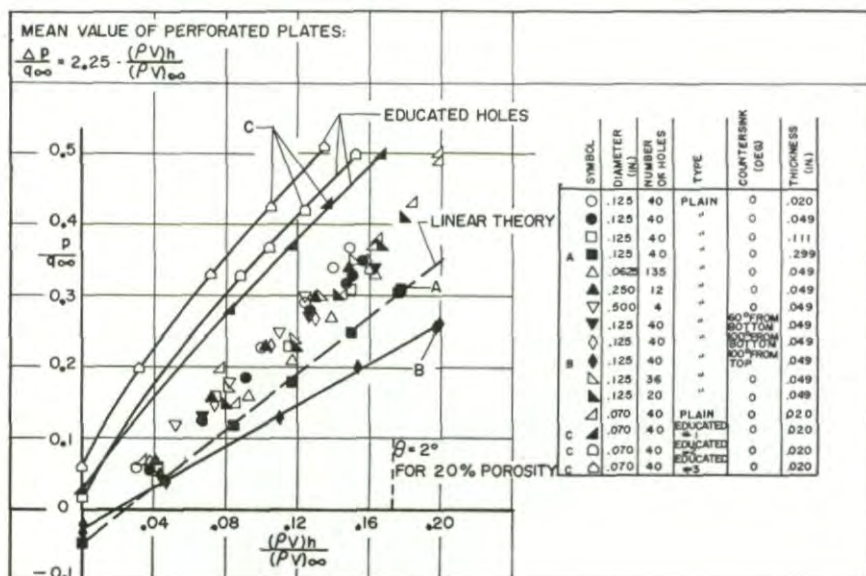 MEAN VALUE OF PERFORATED PLATES:
Δp/q∞ = 2.25 · (ρV)h/(ρV)∞
EDUCATED HOLES
C
LINEAR THEORY
A
B
θ=2°
FOR 20% POROSITY
p/q∞
0.5
0.4
0.3
0.2
0.1
0
-0.1
.04 .08 .12 .16 .20
(ρV)h/(ρV)∞
SYMBOL DIAMETER (IN.) NUMBER OF HOLES TYPE COUNTERSINK (DEG) THICKNESS (IN.)
○ .125 40 PLAIN 0 .020
● .125 40 " 0 .049
□ .125 40 " 0 .111
A ■ .125 40 " 0 .299
△ .0625 135 " 0 .049
▲ .250 12 " 0 .049
▽ .500 4 " 0 .049
▼ .125 40 " 60° FROM BOTTOM .049
◇ .125 40 " 100° FROM BOTTOM .049
B ♦ .125 40 " 100° FROM TOP .049
.125 36 " 0 .049
.125 20 " 0 .049
.070 40 PLAIN 0 .020
C .070 40 EDUCATED 0 .020
C .070 40 EDUCATED 0 .020
C .070 40 EDUCATED #3 0 .020